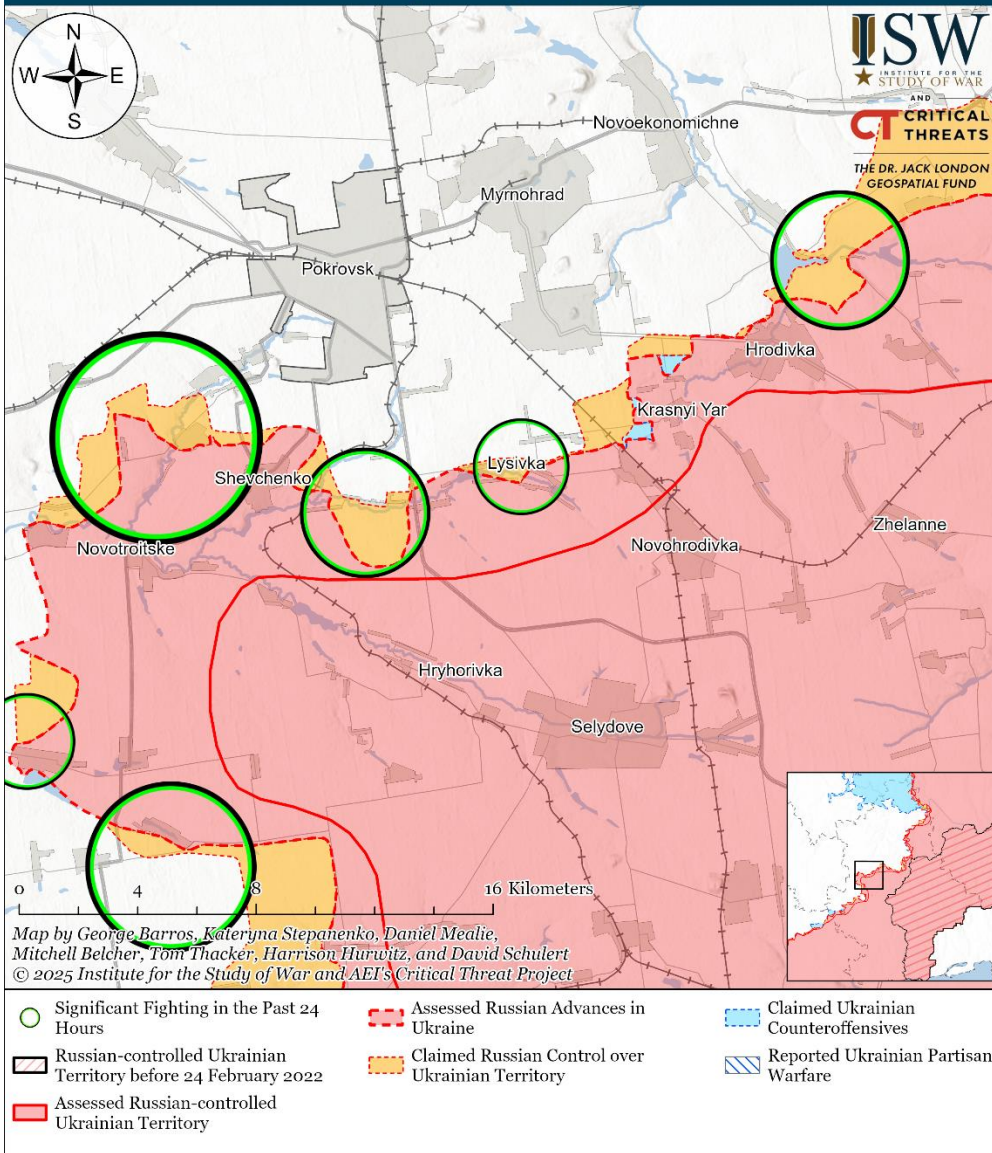 N
W
E
S
ISW
INSTITUTE FOR THE
STUDY OF WAR
AND
CT CRITICAL
THREATS
THE DR. JACK LONDON
GEOSPATIAL FUND
Novoekonomichne
Myrnohrad
Pokrovsk
Hrodivka
Krasnyi Yar
Lysivka
Shevchenko
Novotroitske
Novohrodivka
Zhelanne
Hryhorivka
Selydove
0 4 8 16 Kilometers
Map by George Barros, Kateryna Stepanenko, Daniel Mealie,
Mitchell Belcher, Tom Thacker, Harrison Hurwitz, and David Schulert
© 2025 Institute for the Study of War and AEI's Critical Threat Project
Significant Fighting in the Past 24
Hours
Russian-controlled Ukrainian
Territory before 24 February 2022
Assessed Russian-controlled
Ukrainian Territory
Assessed Russian Advances in
Ukraine
Claimed Russian Control over
Ukrainian Territory
Claimed Ukrainian
Counteroffensives
Reported Ukrainian Partisan
Warfare